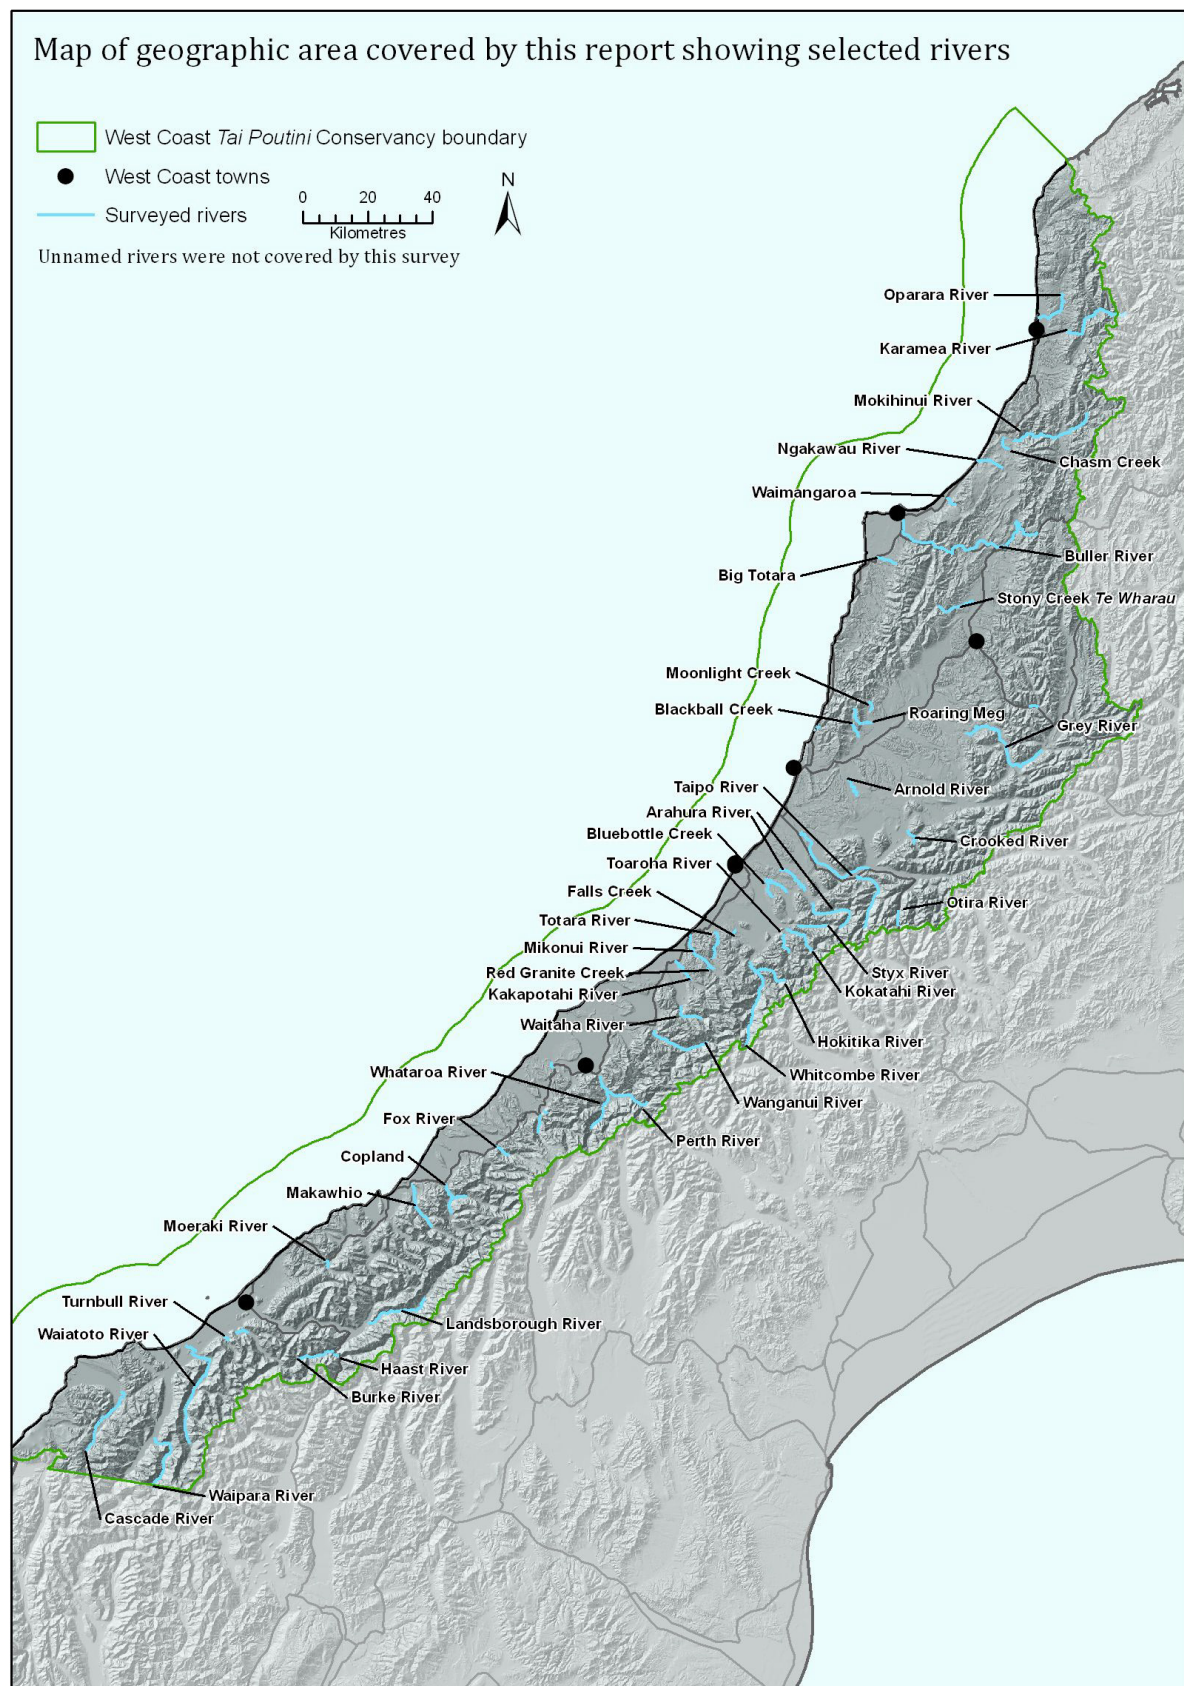 Map of geographic area covered by this report showing selected rivers
West Coast Tai Poutini Conservancy boundary
West Coast towns
Surveyed rivers
0 20 40
Kilometres
N
Unnamed rivers were not covered by this survey
Oparara River
Karamea River
Mokihinui River
Ngakawau River
Chasm Creek
Waimangaroa
Buller River
Big Totara
Stony Creek Te Wharau
Moonlight Creek
Blackball Creek
Roaring Meg
Grey River
Taipo River
Arnold River
Arahura River
Bluebottle Creek
Crooked River
Toaroha River
Falls Creek
Otira River
Totara River
Mikonui River
Red Granite Creek
Styx River
Kakapotahi River
Kokatahi River
Waitaha River
Hokitika River
Whataroa River
Whitcombe River
Wanganui River
Fox River
Perth River
Copland
Makawhio
Moeraki River
Turnbull River
Landsborough River
Waiatoto River
Haast River
Burke River
Waipara River
Cascade River